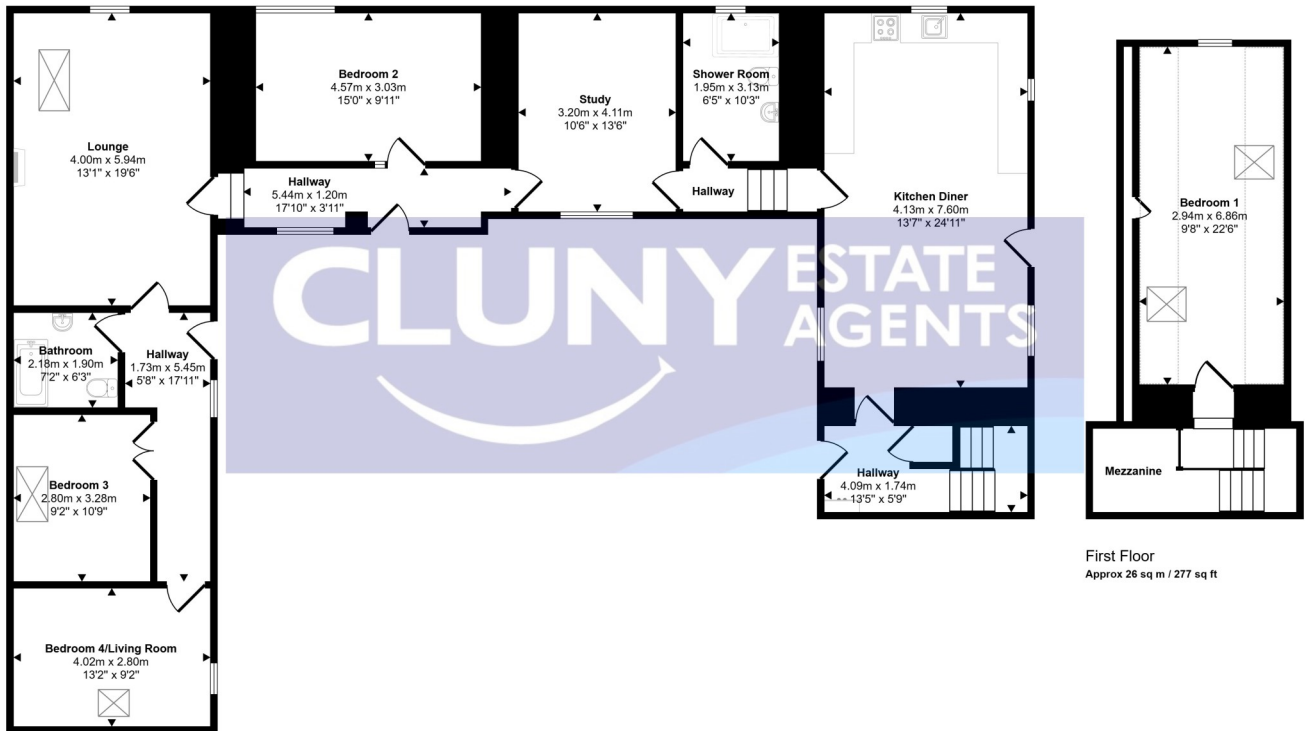 Lounge
4.00m x 5.94m
13'1" x 19'6"
Bedroom 2
4.57m x 3.03m
15'0" x 9'11"
Hallway
5.44m x 1.20m
17'10" x 3'11"
Study
3.20m x 4.11m
10'6" x 13'6"
Shower Room
1.95m x 3.13m
6'5" x 10'3"
Hallway
Kitchen Diner
4.13m x 7.60m
13'7" x 24'11"
Bathroom
2.18m x 1.90m
7'2" x 6'3"
Hallway
1.73m x 5.45m
5'8" x 17'11"
Bedroom 3
2.80m x 3.28m
9'2" x 10'9"
Bedroom 4/Living Room
4.02m x 2.80m
13'2" x 9'2"
Hallway
4.09m x 1.74m
13'5" x 5'9"
CLUNY ESTATE
AGENTS
Bedroom 1
2.94m x 6.86m
9'8" x 22'6"
Mezzanine
First Floor
Approx 26 sq m / 277 sq ft